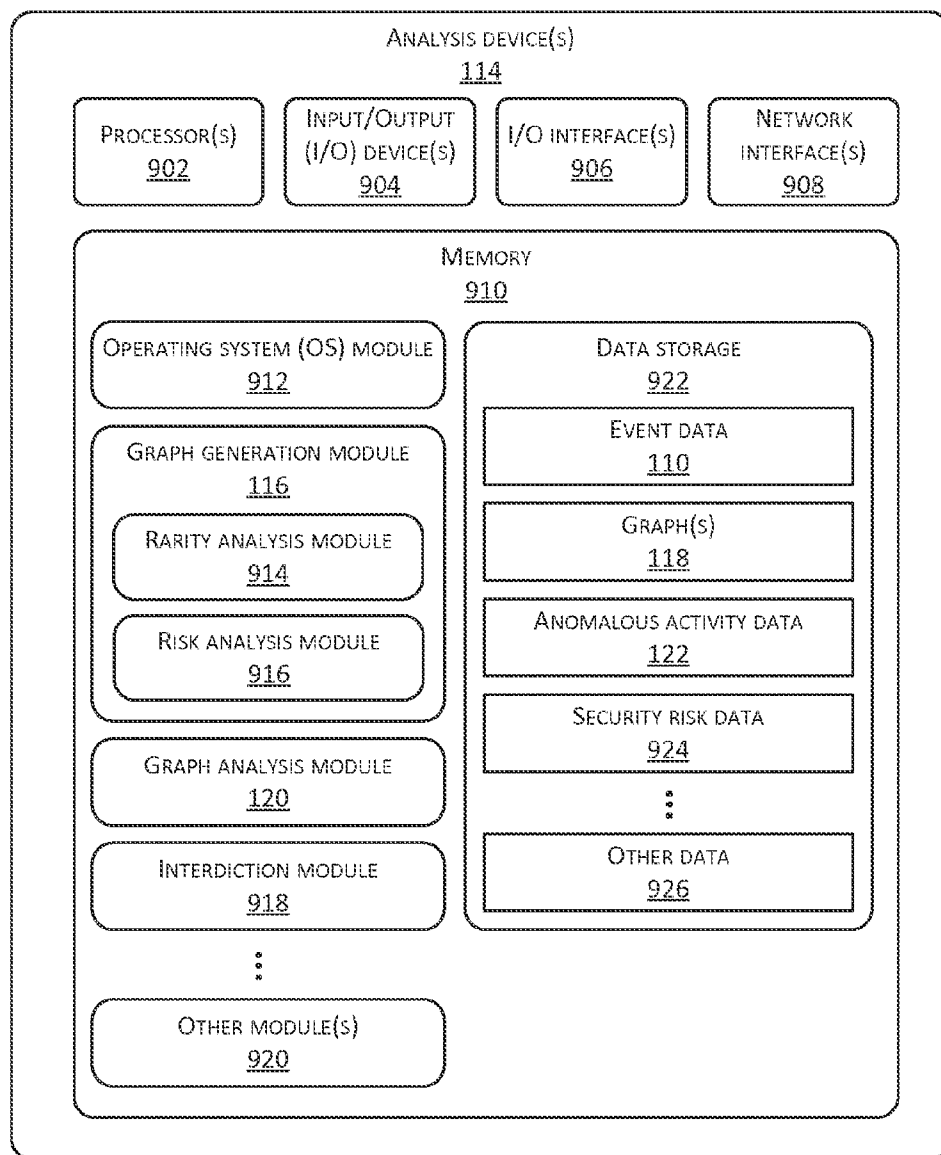 ANALYSIS DEVICE(S)
114
PROCESSOR(S)
902
INPUT/OUTPUT
(I/O) DEVICE(S)
904
I/O INTERFACE(S)
906
NETWORK
INTERFACE(S)
908
MEMORY
910
OPERATING SYSTEM (OS) MODULE
912
GRAPH GENERATION MODULE
116
RARITY ANALYSIS MODULE
914
RISK ANALYSIS MODULE
916
GRAPH ANALYSIS MODULE
120
INTERDICTION MODULE
918
OTHER MODULE(S)
920
DATA STORAGE
922
EVENT DATA
110
GRAPH(S)
118
ANOMALOUS ACTIVITY DATA
122
SECURITY RISK DATA
924
OTHER DATA
926